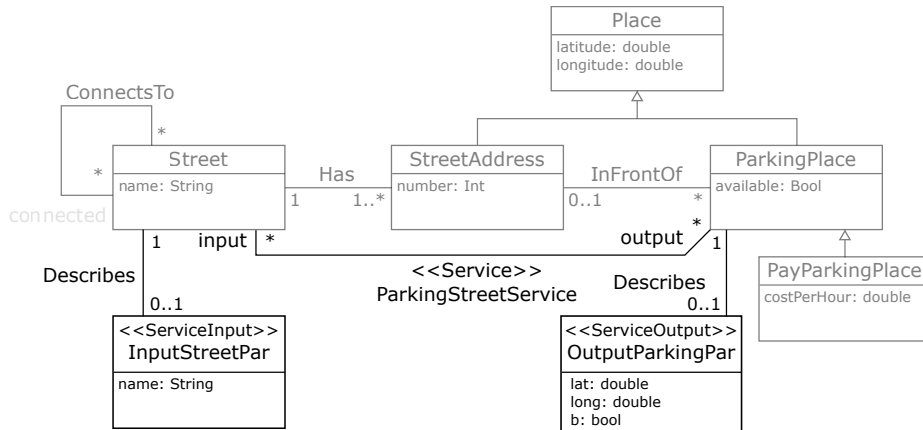 Place
latitude: double
longitude: double
ConnectsTo
*
*
connected
Street
name: String
Has
1
1..*
StreetAddress
number: Int
InFrontOf
0..1
*
ParkingPlace
available: Bool
1
input
*
output
*
1
<<Service>>
ParkingStreetService
Describes
0..1
Describes
0..1
PayParkingPlace
costPerHour: double
<<ServiceInput>>
InputStreetPar
name: String
<<ServiceOutput>>
OutputParkingPar
lat: double
long: double
b: bool